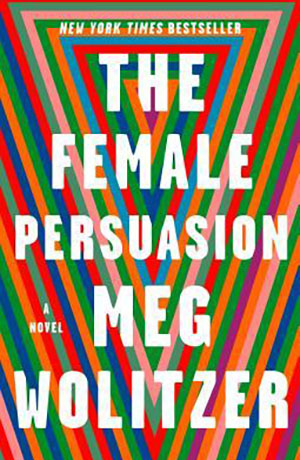 NEW YORK TIMES BESTSELLER
THE
FEMALE
PERSUASION
A
NOVEL
MEG
WOLITZER